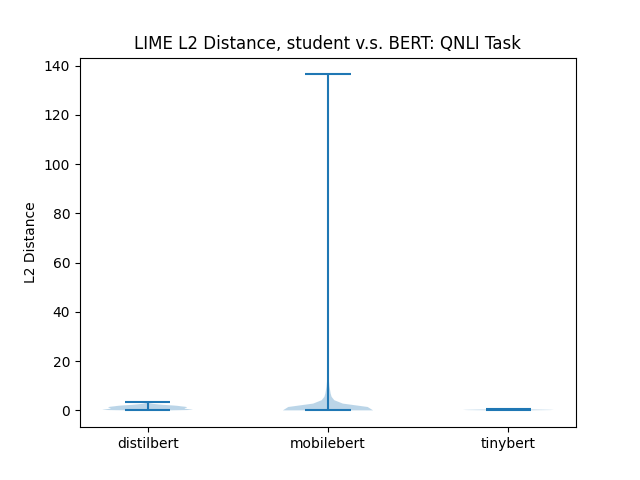 LIME L2 Distance, student v.s. BERT: QNLI Task
L2 Distance
140
120
100
80
60
40
20
0
distilbert
mobilebert
tinybert